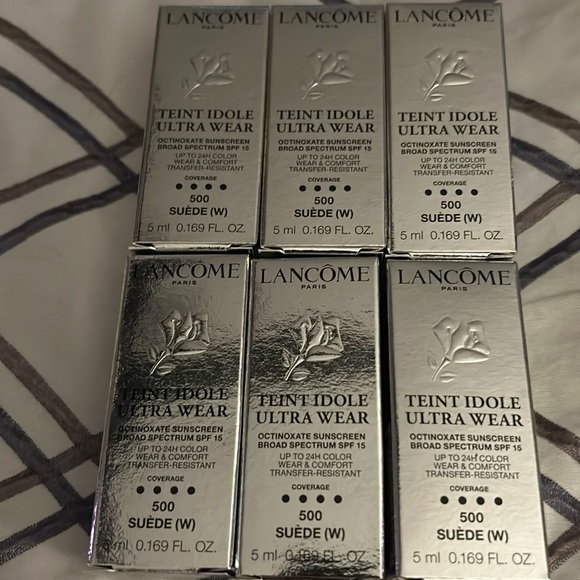 LANCÔME
PARIS
TEINT IDOLE
ULTRA WEAR
OCTINOXATE SUNSCREEN
BROAD SPECTRUM SPF 15
UP TO 24H COLOR
WEAR & COMFORT
TRANSFER-RESISTANT
COVERAGE
500
SUÈDE (W)
5 ml 0.169 FL. OZ.
LANCÔME
PARIS
TEINT IDOLE
ULTRA WEAR
OCTINOXATE SUNSCREEN
BROAD SPECTRUM SPF 15
UP TO 24H COLOR
WEAR & COMFORT
TRANSFER-RESISTANT
COVERAGE
500
SUÈDE (W)
5 ml 0.169 FL. OZ.
LANCÔME
PARIS
TEINT IDOLE
ULTRA WEAR
OCTINOXATE SUNSCREEN
BROAD SPECTRUM SPF 15
UP TO 24H COLOR
WEAR & COMFORT
TRANSFER-RESISTANT
COVERAGE
500
SUÈDE (W)
5 ml 0.169 FL. OZ.
LANCÔME
PARIS
TEINT IDOLE
ULTRA WEAR
OCTINOXATE SUNSCREEN
BROAD SPECTRUM SPF 15
UP TO 24H COLOR
WEAR & COMFORT
TRANSFER-RESISTANT
COVERAGE
500
SUÈDE (W)
5 ml 0.169 FL. OZ.
LANCÔME
PARIS
TEINT IDOLE
ULTRA WEAR
OCTINOXATE SUNSCREEN
BROAD SPECTRUM SPF 15
UP TO 24H COLOR
WEAR & COMFORT
TRANSFER-RESISTANT
COVERAGE
500
SUÈDE (W)
5 ml 0.169 FL. OZ.
LANCÔME
PARIS
TEINT IDOLE
ULTRA WEAR
OCTINOXATE SUNSCREEN
BROAD SPECTRUM SPF 15
UP TO 24H COLOR
WEAR & COMFORT
TRANSFER-RESISTANT
COVERAGE
500
SUÈDE (W)
5 ml 0.169 FL. OZ.